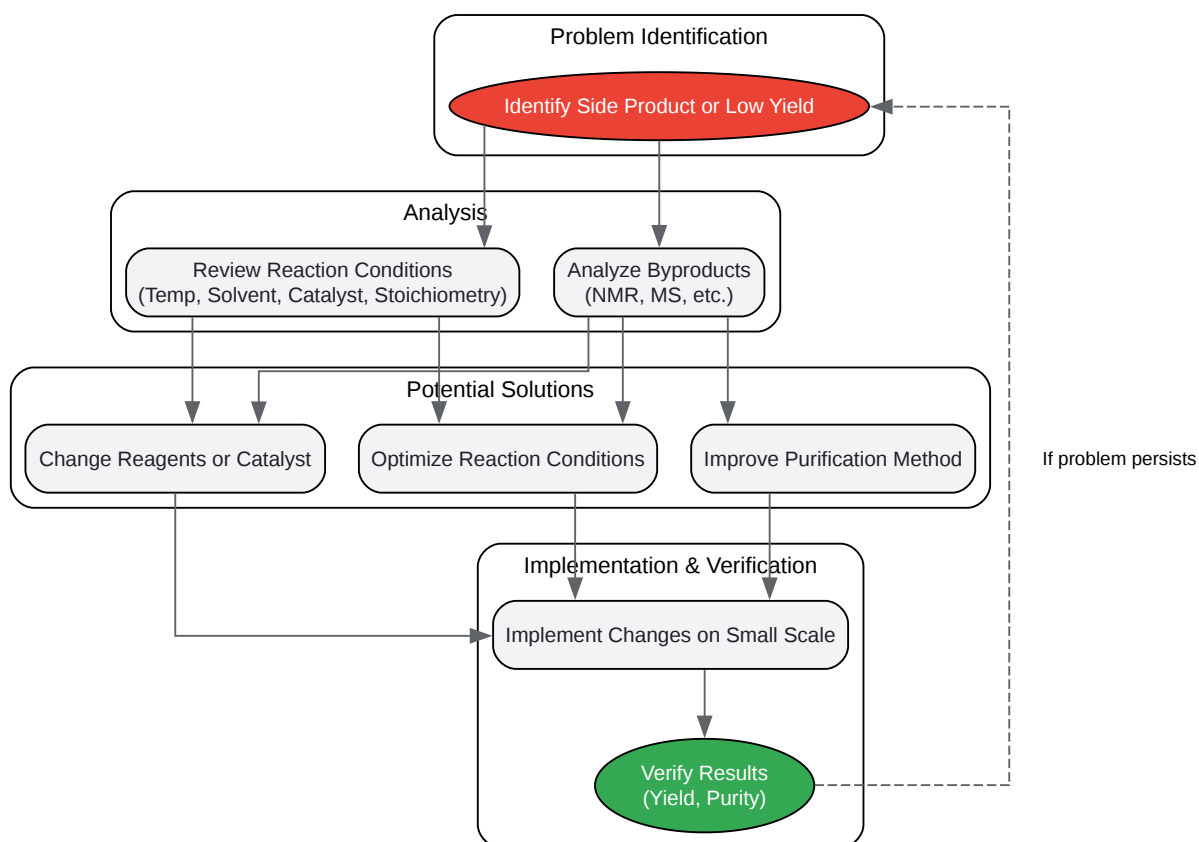 Problem Identification
Identify Side Product or Low Yield
Analysis
Review Reaction Conditions
(Temp, Solvent, Catalyst, Stoichiometry)
Analyze Byproducts
(NMR, MS, etc.)
Potential Solutions
Change Reagents or Catalyst
Optimize Reaction Conditions
Improve Purification Method
If problem persists
Implementation & Verification
Implement Changes on Small Scale
Verify Results
(Yield, Purity)